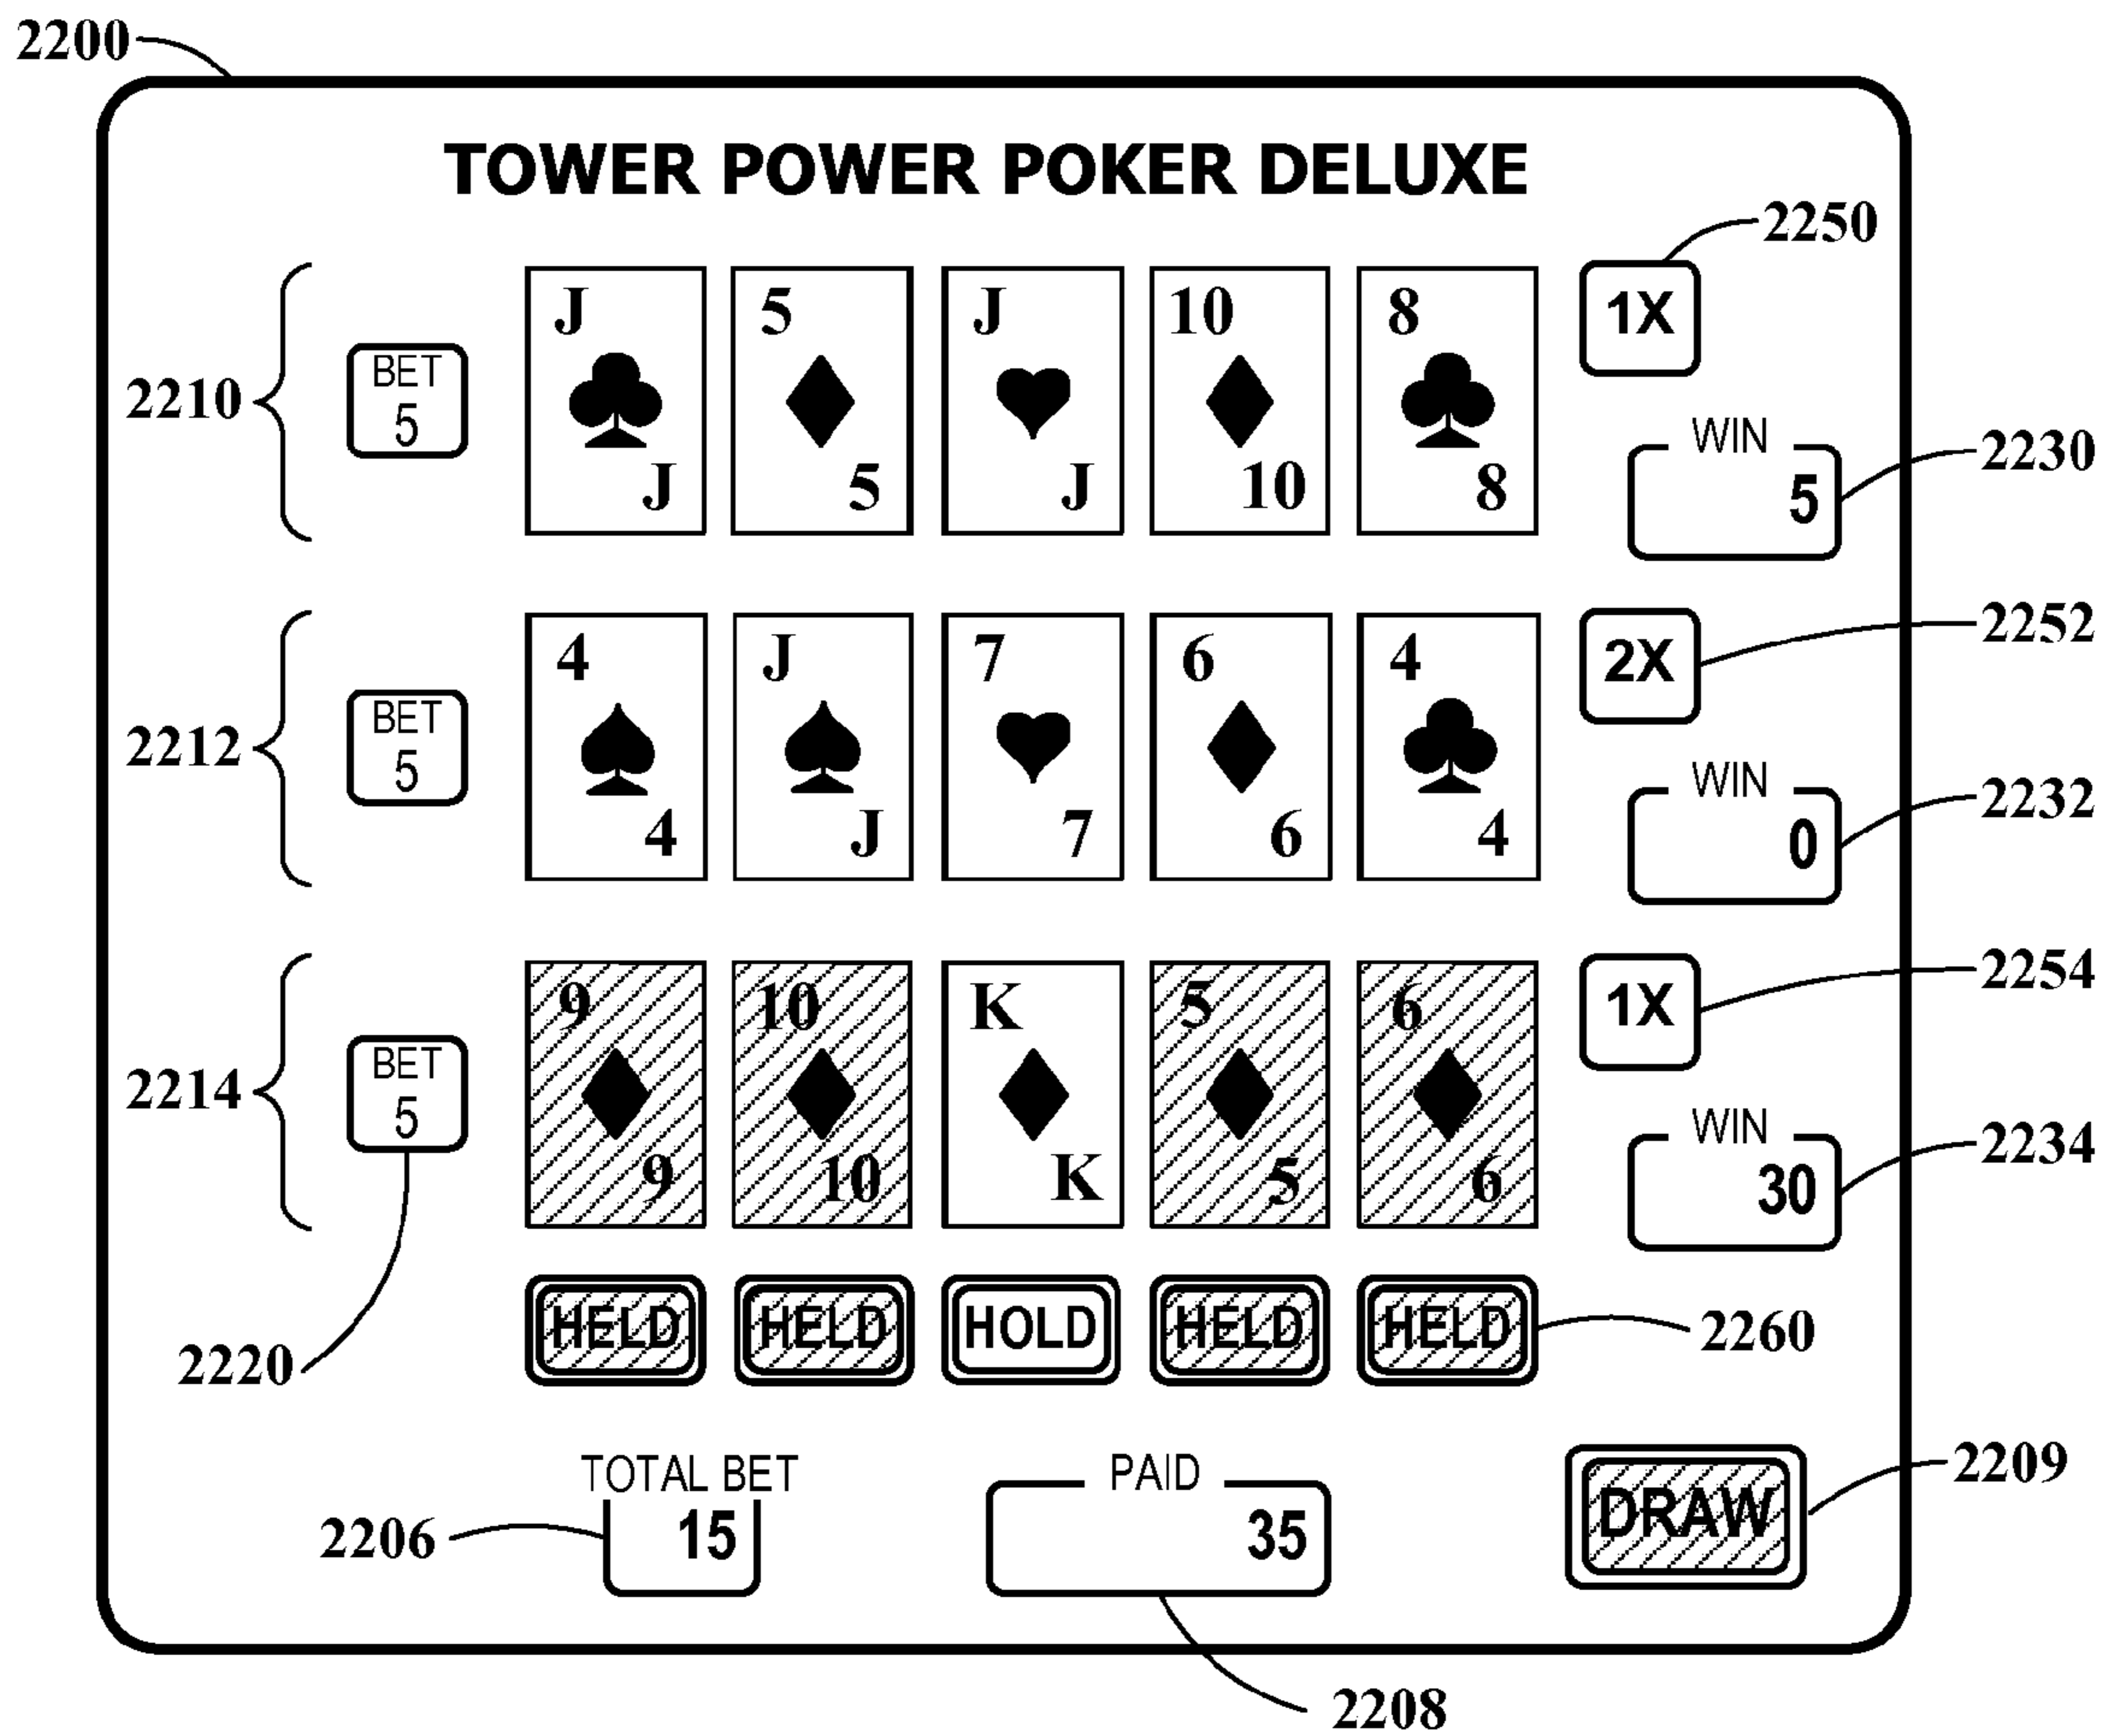 2200
TOWER POWER POKER DELUXE
2250
J 5 J 10 8 1X
2210 BET 5
WIN 5 2230
J 5 J 10 8
4 J 7 6 4 2X 2252
2212 BET 5
WIN 0 2232
4 J 7 6 4
9 10 K 5 6 1X 2254
2214 BET 5
WIN 30 2234
9 10 K 5 6
HELD HELD HOLD HELD HELD 2260
2220
TOTAL BET PAID
2206 15 35 DRAW 2209
2208